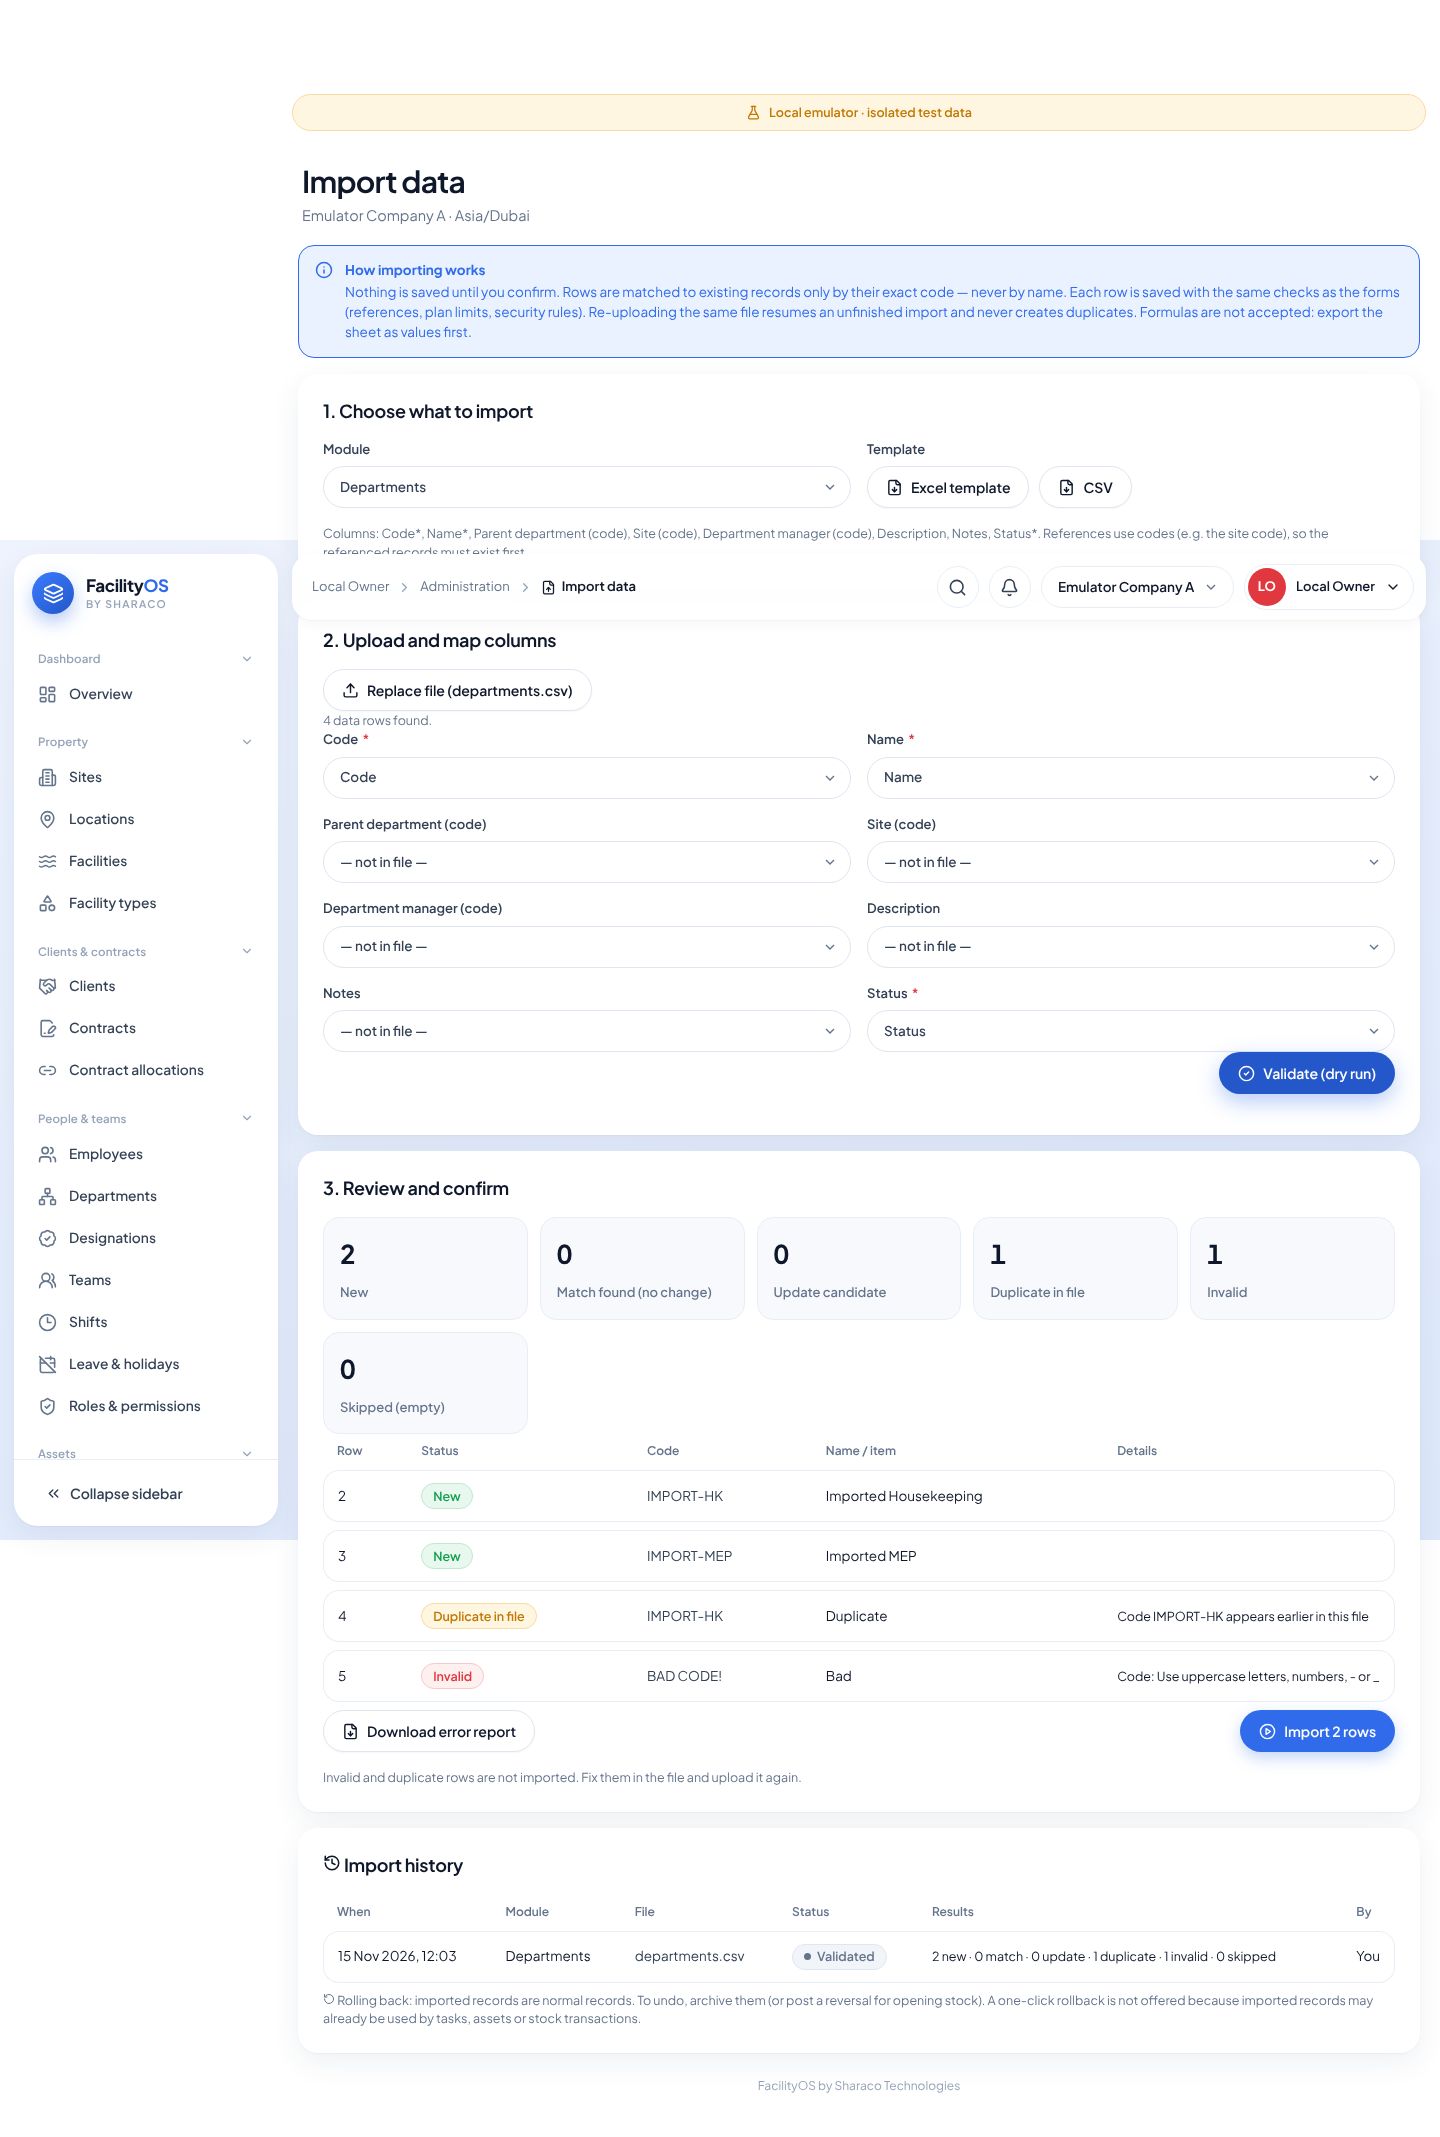 Local emulator · isolated test data
Import data
Emulator Company A · Asia/Dubai
How importing works
Nothing is saved until you confirm. Rows are matched to existing records only by their exact code — never by name. Each row is saved with the same checks as the forms
(references, plan limits, security rules). Re-uploading the same file resumes an unfinished import and never creates duplicates. Formulas are not accepted: export the
sheet as values first.
1. Choose what to import
Module
Template
Departments
Excel template
CSV
Columns: Code*, Name*, Parent department (code), Site (code), Department manager (code), Description, Notes, Status*. References use codes (e.g. the site code), so the
referenced records must exist first.
FacilityOS
BY SHARACO
Local Owner
Administration
Import data
Emulator Company A
LO
Local Owner
Dashboard
Overview
Property
Sites
Locations
Facilities
Facility types
Clients & contracts
Clients
Contracts
Contract allocations
People & teams
Employees
Departments
Designations
Teams
Shifts
Leave & holidays
Roles & permissions
Assets
Collapse sidebar
2. Upload and map columns
Replace file (departments.csv)
4 data rows found.
Code *
Name *
Code
Name
Parent department (code)
Site (code)
— not in file —
— not in file —
Department manager (code)
Description
— not in file —
— not in file —
Notes
Status *
— not in file —
Status
Validate (dry run)
3. Review and confirm
2
New
0
Match found (no change)
0
Update candidate
1
Duplicate in file
1
Invalid
0
Skipped (empty)
Row Status Code Name / item Details
2 New IMPORT-HK Imported Housekeeping
3 New IMPORT-MEP Imported MEP
4 Duplicate in file IMPORT-HK Duplicate Code IMPORT-HK appears earlier in this file
5 Invalid BAD CODE! Bad Code: Use uppercase letters, numbers, - or _
Download error report
Import 2 rows
Invalid and duplicate rows are not imported. Fix them in the file and upload it again.
Import history
When Module File Status Results By
15 Nov 2026, 12:03 Departments departments.csv Validated 2 new · 0 match · 0 update · 1 duplicate · 1 invalid · 0 skipped You
Rolling back: imported records are normal records. To undo, archive them (or post a reversal for opening stock). A one-click rollback is not offered because imported records may
already be used by tasks, assets or stock transactions.
FacilityOS by Sharaco Technologies